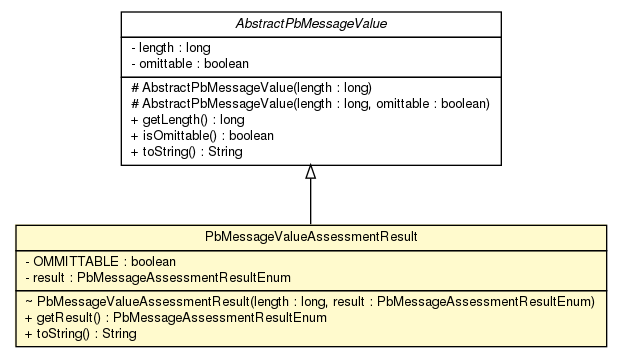 AbstractPbMessageValue
- length : long
- omittable : boolean
# AbstractPbMessageValue(length : long)
# AbstractPbMessageValue(length : long, omittable : boolean)
+ getLength() : long
+ isOmittable() : boolean
+ toString() : String
PbMessageValueAssessmentResult
- OMMITTABLE : boolean
- result : PbMessageAssessmentResultEnum
~ PbMessageValueAssessmentResult(length : long, result : PbMessageAssessmentResultEnum)
+ getResult() : PbMessageAssessmentResultEnum
+ toString() : String